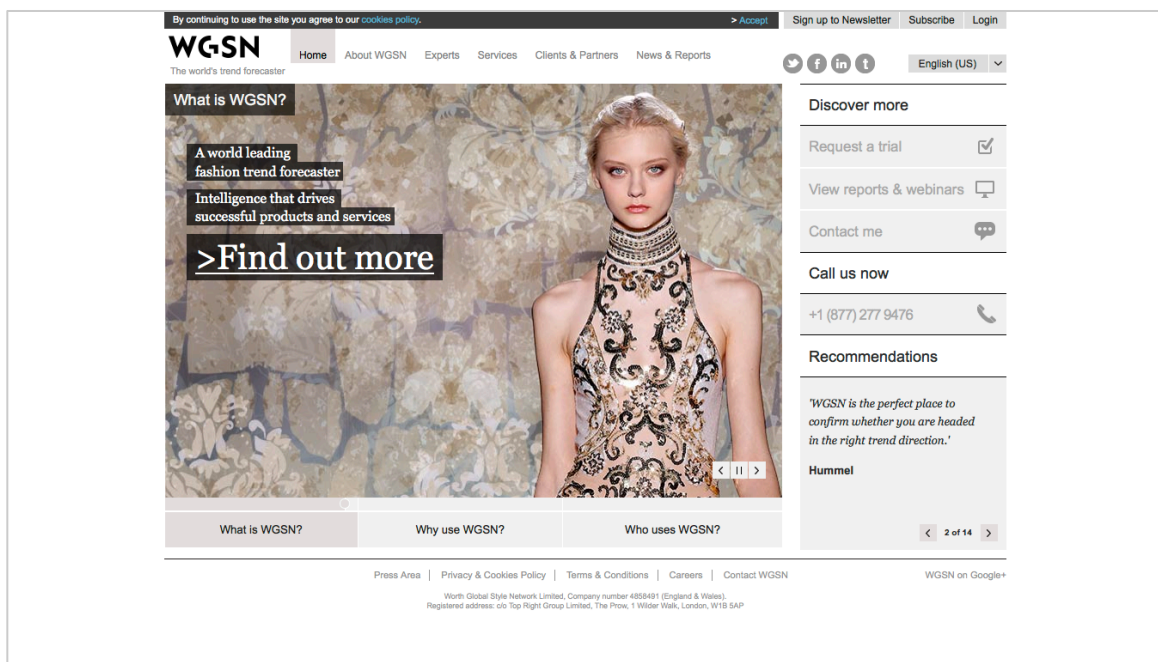 By continuing to use the site you agree to our cookies policy.
> Accept
Sign up to Newsletter
Subscribe
Login
WGSN
The world's trend forecaster
Home
About WGSN
Experts
Services
Clients & Partners
News & Reports
English (US)
What is WGSN?
A world leading
fashion trend forecaster
Intelligence that drives
successful products and services
>Find out more
Discover more
Request a trial
View reports & webinars
Contact me
Call us now
+1 (877) 277 9476
Recommendations
'WGSN is the perfect place to
confirm whether you are headed
in the right trend direction.'
Hummel
2 of 14
What is WGSN?
Why use WGSN?
Who uses WGSN?
Press Area | Privacy & Cookies Policy | Terms & Conditions | Careers | Contact WGSN
WGSN on Google+
Worth Global Style Network Limited, Company number 4858491 (England & Wales).
Registered address: c/o Top Right Group Limited, The Prow, 1 Wilder Walk, London, W1B 5AP